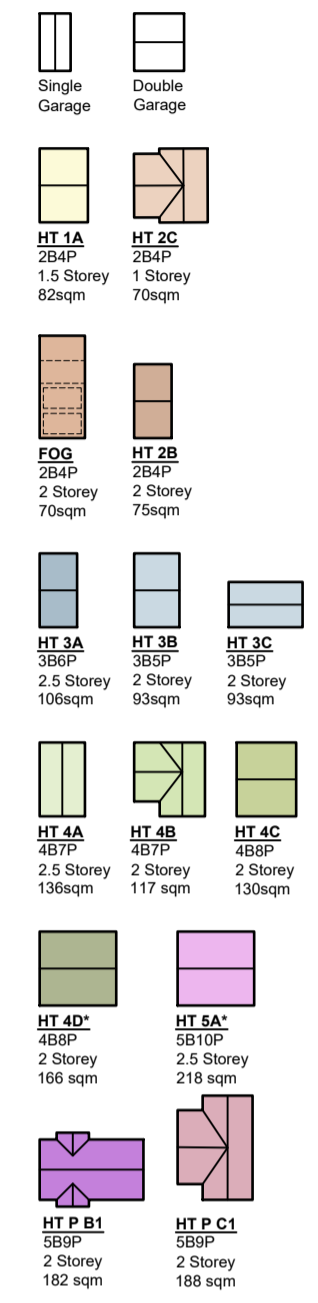 Single
Garage
Double
Garage
HT 1A
2B4P
1.5 Storey
82sqm
HT 2C
2B4P
1 Storey
70sqm
FOG
2B4P
2 Storey
70sqm
HT 2B
2B4P
2 Storey
75sqm
HT 3A
3B6P
2.5 Storey
106sqm
HT 3B
3B5P
2 Storey
93sqm
HT 3C
3B5P
2 Storey
93sqm
HT 4A
4B7P
2.5 Storey
136sqm
HT 4B
4B7P
2 Storey
117 sqm
HT 4C
4B8P
2 Storey
130sqm
HT 4D*
4B8P
2 Storey
166 sqm
HT 5A*
5B10P
2.5 Storey
218 sqm
HT P B1
5B9P
2 Storey
182 sqm
HT P C1
5B9P
2 Storey
188 sqm